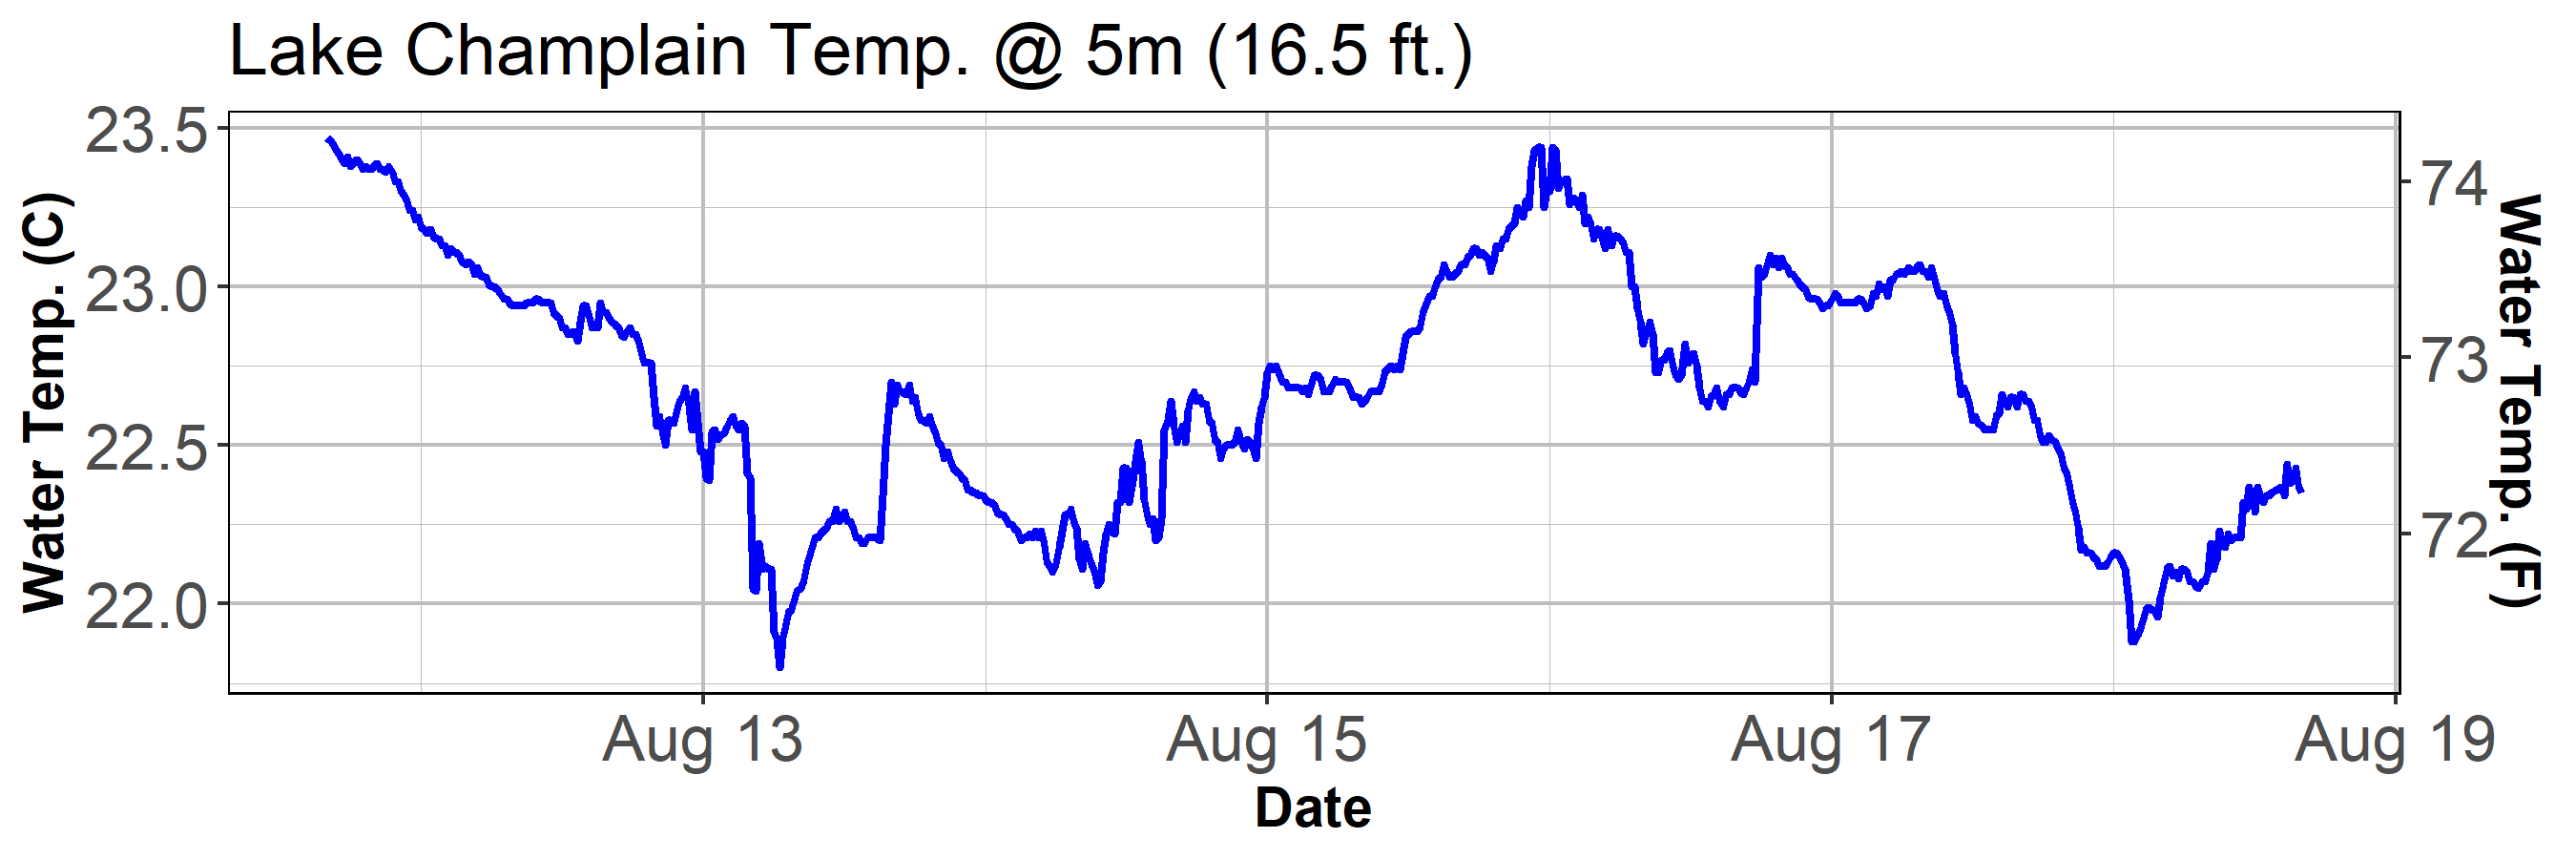 Lake Champlain Temp. @ 5m (16.5 ft.)
23.5
23.0
22.5
22.0
Water Temp. (C)
74
73
72
Water Temp. (F)
Aug 13 Aug 15 Aug 17 Aug 19
Date